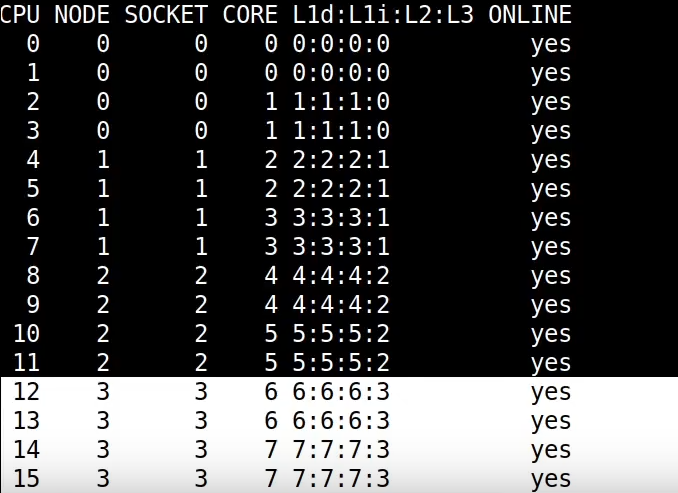 CPU NODE SOCKET CORE L1d:L1i:L2:L3 ONLINE
0 0 0 0 0:0:0:0 yes
1 0 0 0 0:0:0:0 yes
2 0 0 1 1:1:1:0 yes
3 0 0 1 1:1:1:0 yes
4 1 1 2 2:2:2:1 yes
5 1 1 2 2:2:2:1 yes
6 1 1 3 3:3:3:1 yes
7 1 1 3 3:3:3:1 yes
8 2 2 4 4:4:4:2 yes
9 2 2 4 4:4:4:2 yes
10 2 2 5 5:5:5:2 yes
11 2 2 5 5:5:5:2 yes
12 3 3 6 6:6:6:3 yes
13 3 3 6 6:6:6:3 yes
14 3 3 7 7:7:7:3 yes
15 3 3 7 7:7:7:3 yes